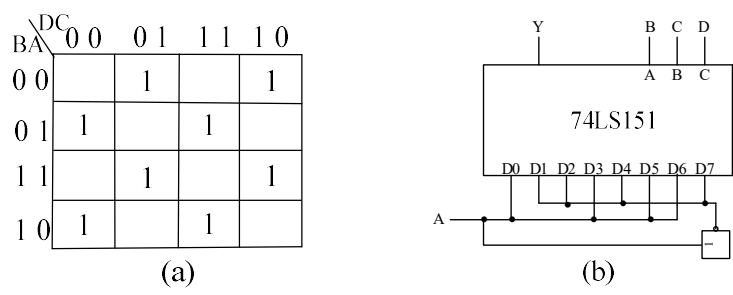 DC
BA 0 0 0 1 1 1 1 0
0 0 1 1
0 1 1 1
1 1 1 1
1 0 1 1
(a)
Y B C D
A B C
74LS151
D0 D1 D2 D3 D4 D5 D6 D7
A
1
(b)